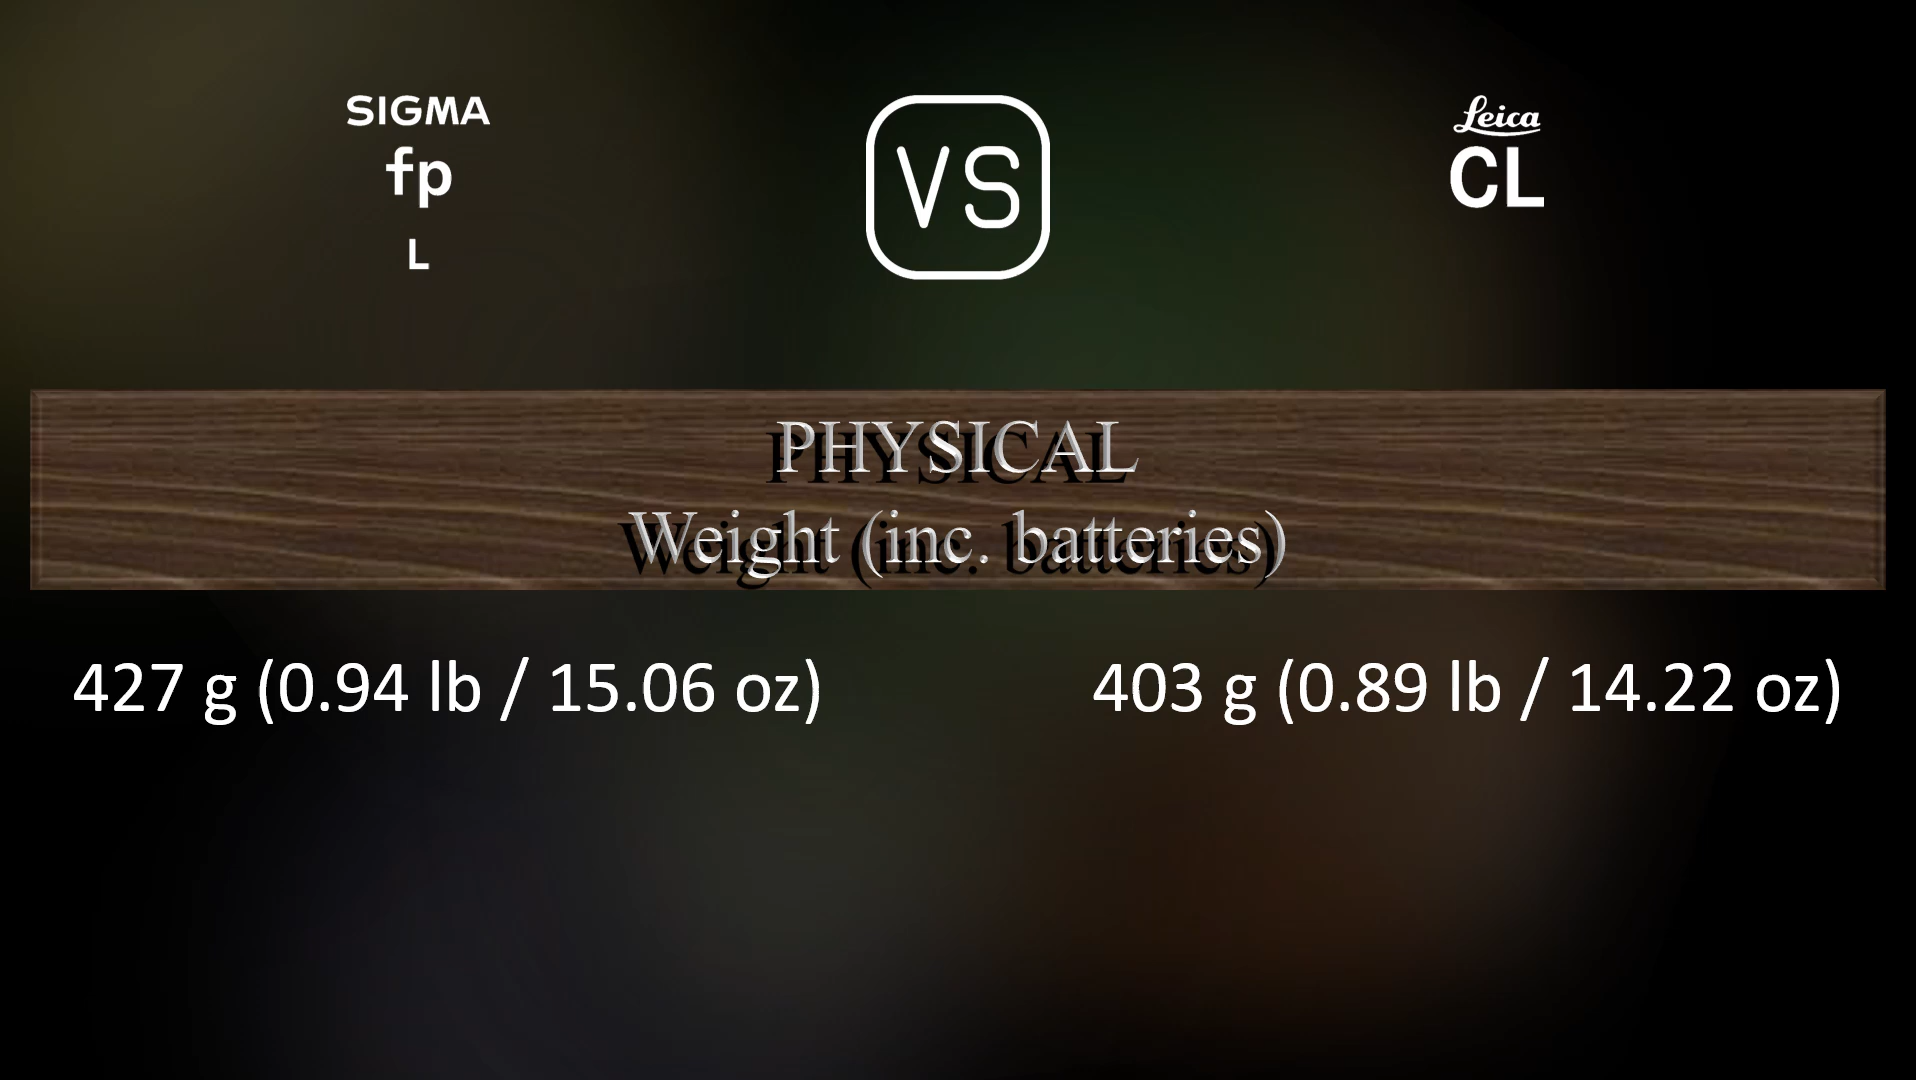 SIGMA
fp
L
VS
Leica
CL
PHYSICAL
Weight (inc. batteries)
427 g (0.94 lb / 15.06 oz)
403 g (0.89 lb / 14.22 oz)